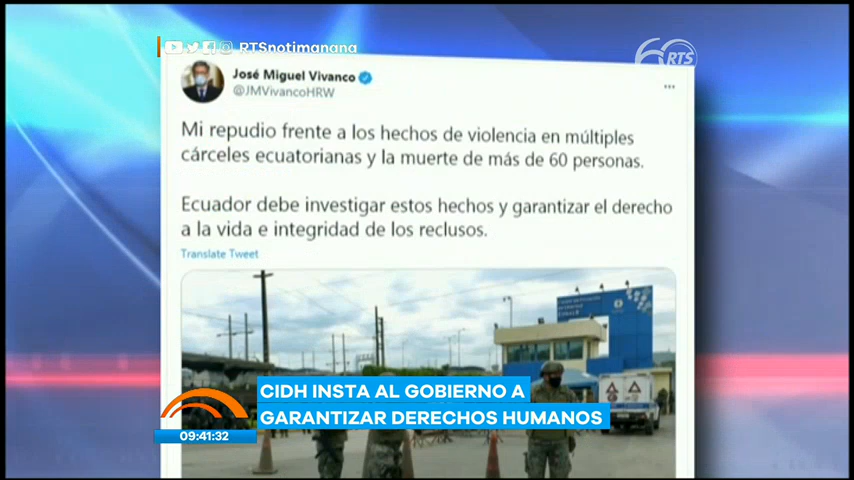 RTSnotimanana
60 RTS
José Miguel Vivanco
@JMVivancoHRW
Mi repudio frente a los hechos de violencia en múltiples
cárceles ecuatorianas y la muerte de más de 60 personas.
Ecuador debe investigar estos hechos y garantizar el derecho
a la vida e integridad de los reclusos.
Translate Tweet
CIDH INSTA AL GOBIERNO A
GARANTIZAR DERECHOS HUMANOS
09:41:32